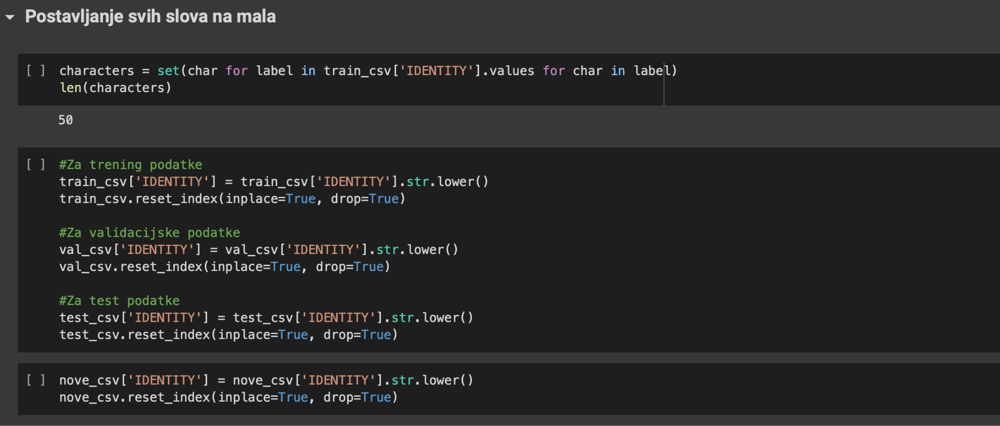 Postavljanje svih slova na mala
[ ] characters = set(char for label in train_csv['IDENTITY'].values for char in label)
len(characters)
50
[ ] #Za trening podatke
train_csv['IDENTITY'] = train_csv['IDENTITY'].str.lower()
train_csv.reset_index(inplace=True, drop=True)
#Za validacijske podatke
val_csv['IDENTITY'] = val_csv['IDENTITY'].str.lower()
val_csv.reset_index(inplace=True, drop=True)
#Za test podatke
test_csv['IDENTITY'] = test_csv['IDENTITY'].str.lower()
test_csv.reset_index(inplace=True, drop=True)
[ ] nove_csv['IDENTITY'] = nove_csv['IDENTITY'].str.lower()
nove_csv.reset_index(inplace=True, drop=True)